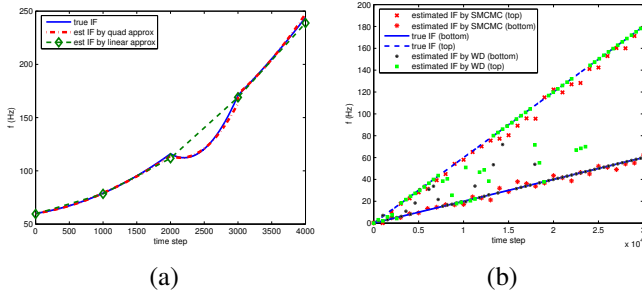 true IF
est IF by quad approx
est IF by linear approx
250
200
150
100
50
f (Hz)
0 500 1000 1500 2000 2500 3000 3500 4000
time step
(a)
estimated IF by SMCMC (top)
estimated IF by SMCMC (bottom)
true IF (bottom)
true IF (top)
estimated IF by WD (bottom)
estimated IF by WD (top)
200
180
160
140
120
100
80
60
40
20
0
f (Hz)
0 0.5 1 1.5 2 2.5
time step
x 10
(b)